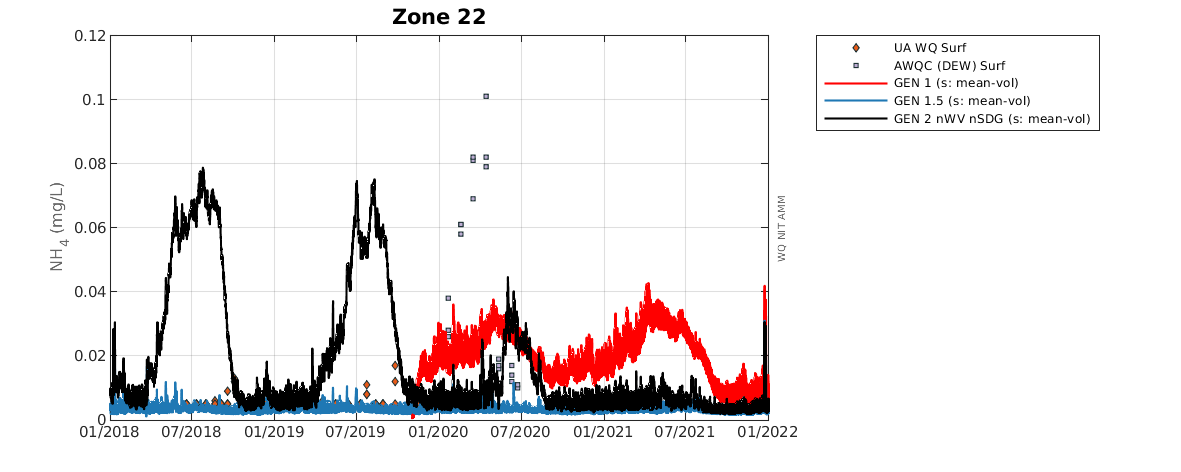 Zone 22
0.12
0.1
0.08
0.06
0.04
0.02
0
NH4 (mg/L)
01/2018 07/2018 01/2019 07/2019 01/2020 07/2020 01/2021 07/2021 01/2022
WQ NIT AMM
UA WQ Surf
AWQC (DEW) Surf
GEN 1 (s: mean-vol)
GEN 1.5 (s: mean-vol)
GEN 2 nWV nSDG (s: mean-vol)